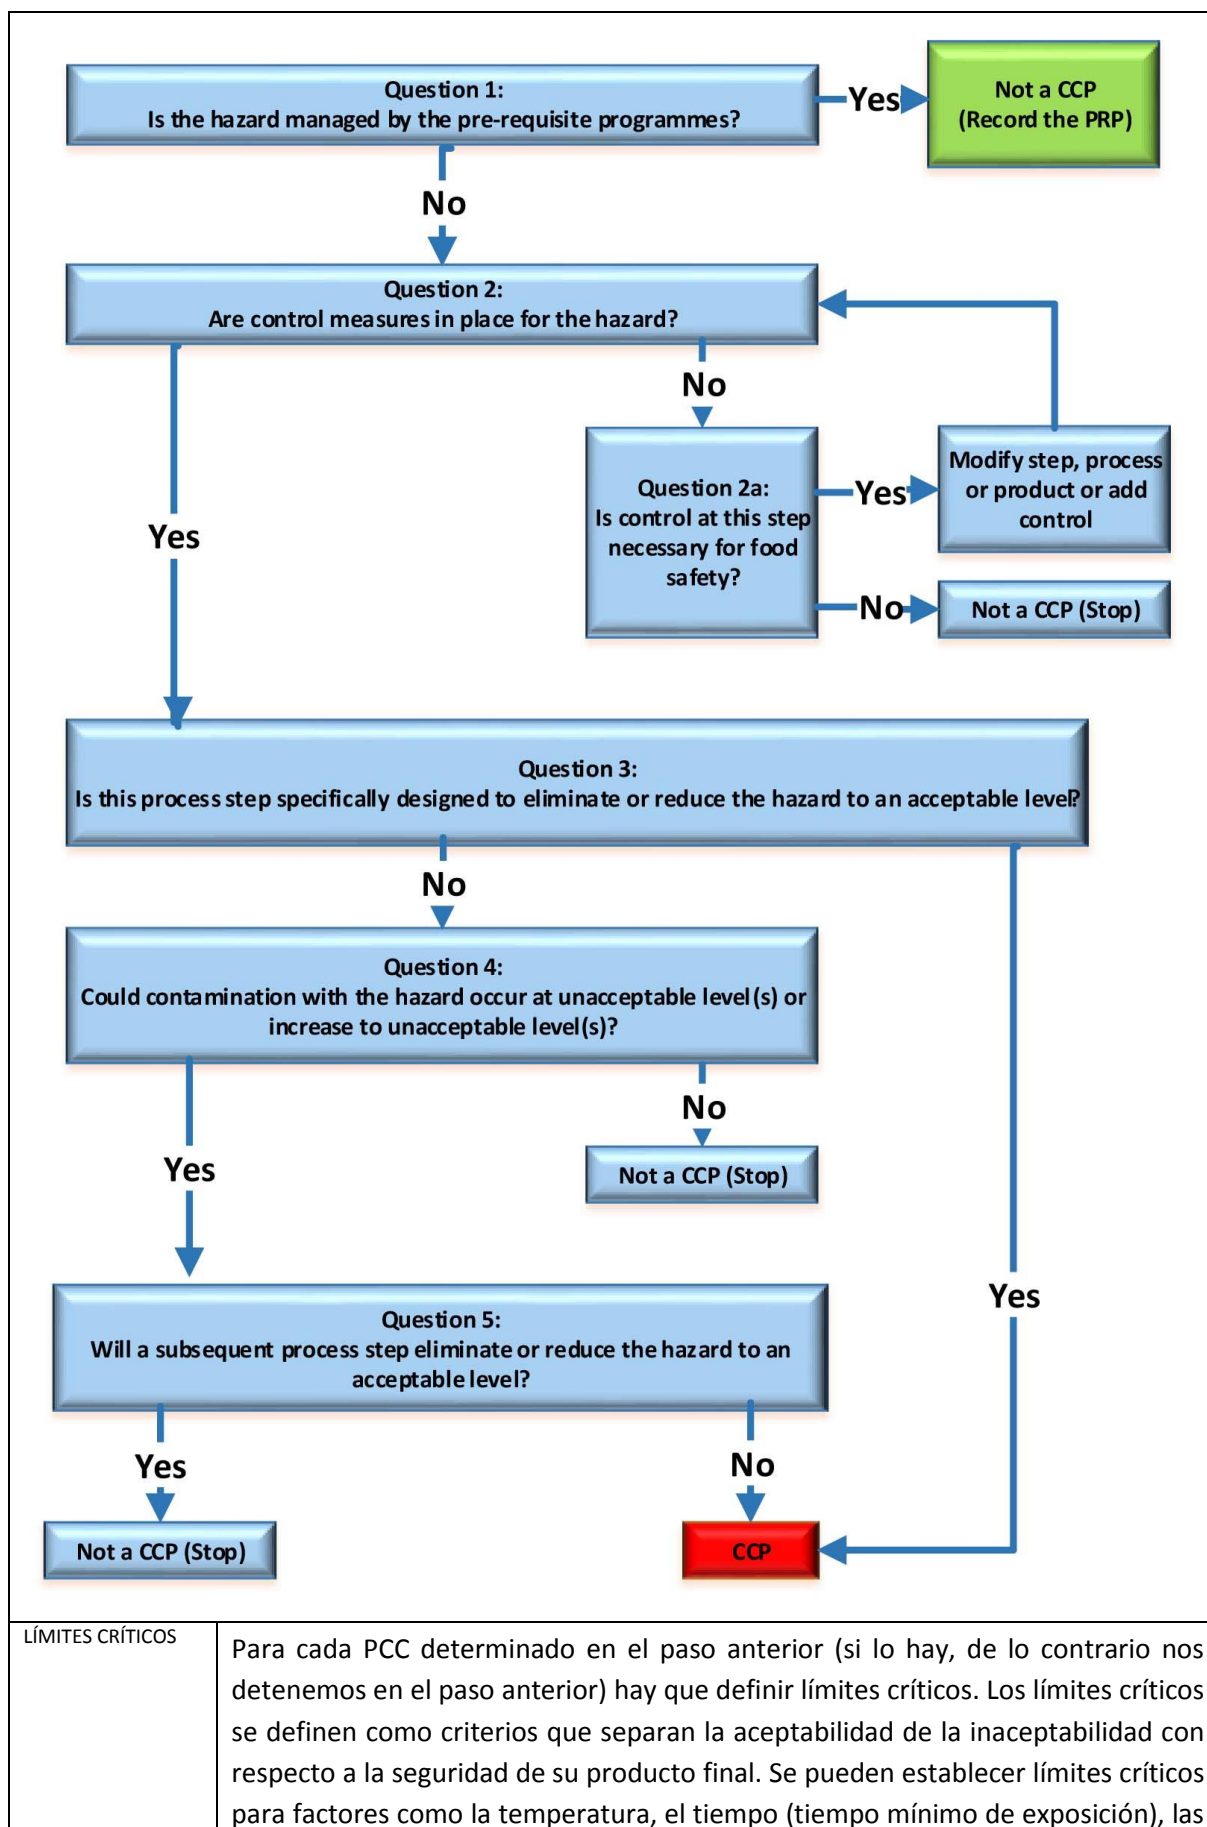 Question 1:
Is the hazard managed by the pre-requisite programmes?
Yes
Not a CCP
(Record the PRP)
No
Question 2:
Are control measures in place for the hazard?
No
Yes
Question 2a:
Is control at this step
necessary for food
safety?
Yes
Modify step, process
or product or add
control
No
Not a CCP (Stop)
Question 3:
Is this process step specifically designed to eliminate or reduce the hazard to an acceptable level?
No
Question 4:
Could contamination with the hazard occur at unacceptable level(s) or
increase to unacceptable level(s)?
No
Not a CCP (Stop)
Yes
Yes
Question 5:
Will a subsequent process step eliminate or reduce the hazard to an
acceptable level?
Yes
No
Not a CCP (Stop)
CCP
LÍMITES CRÍTICOS
Para cada PCC determinado en el paso anterior (si lo hay, de lo contrario nos
detenemos en el paso anterior) hay que definir límites críticos. Los límites críticos
se definen como criterios que separan la aceptabilidad de la inaceptabilidad con
respecto a la seguridad de su producto final. Se pueden establecer límites críticos
para factores como la temperatura, el tiempo (tiempo mínimo de exposición), las